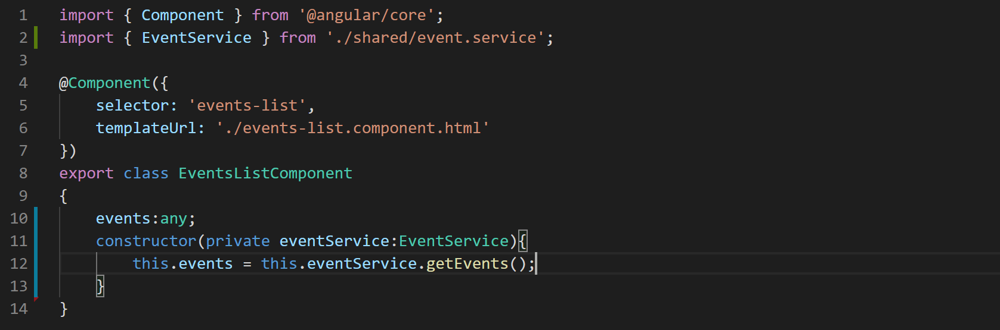 1 import { Component } from '@angular/core';
2 import { EventService } from './shared/event.service';
3
4 @Component({
5     selector: 'events-list',
6     templateUrl: './events-list.component.html'
7 })
8 export class EventsListComponent
9 {
10     events:any;
11     constructor(private eventService:EventService){
12         this.events = this.eventService.getEvents();
13     }
14 }